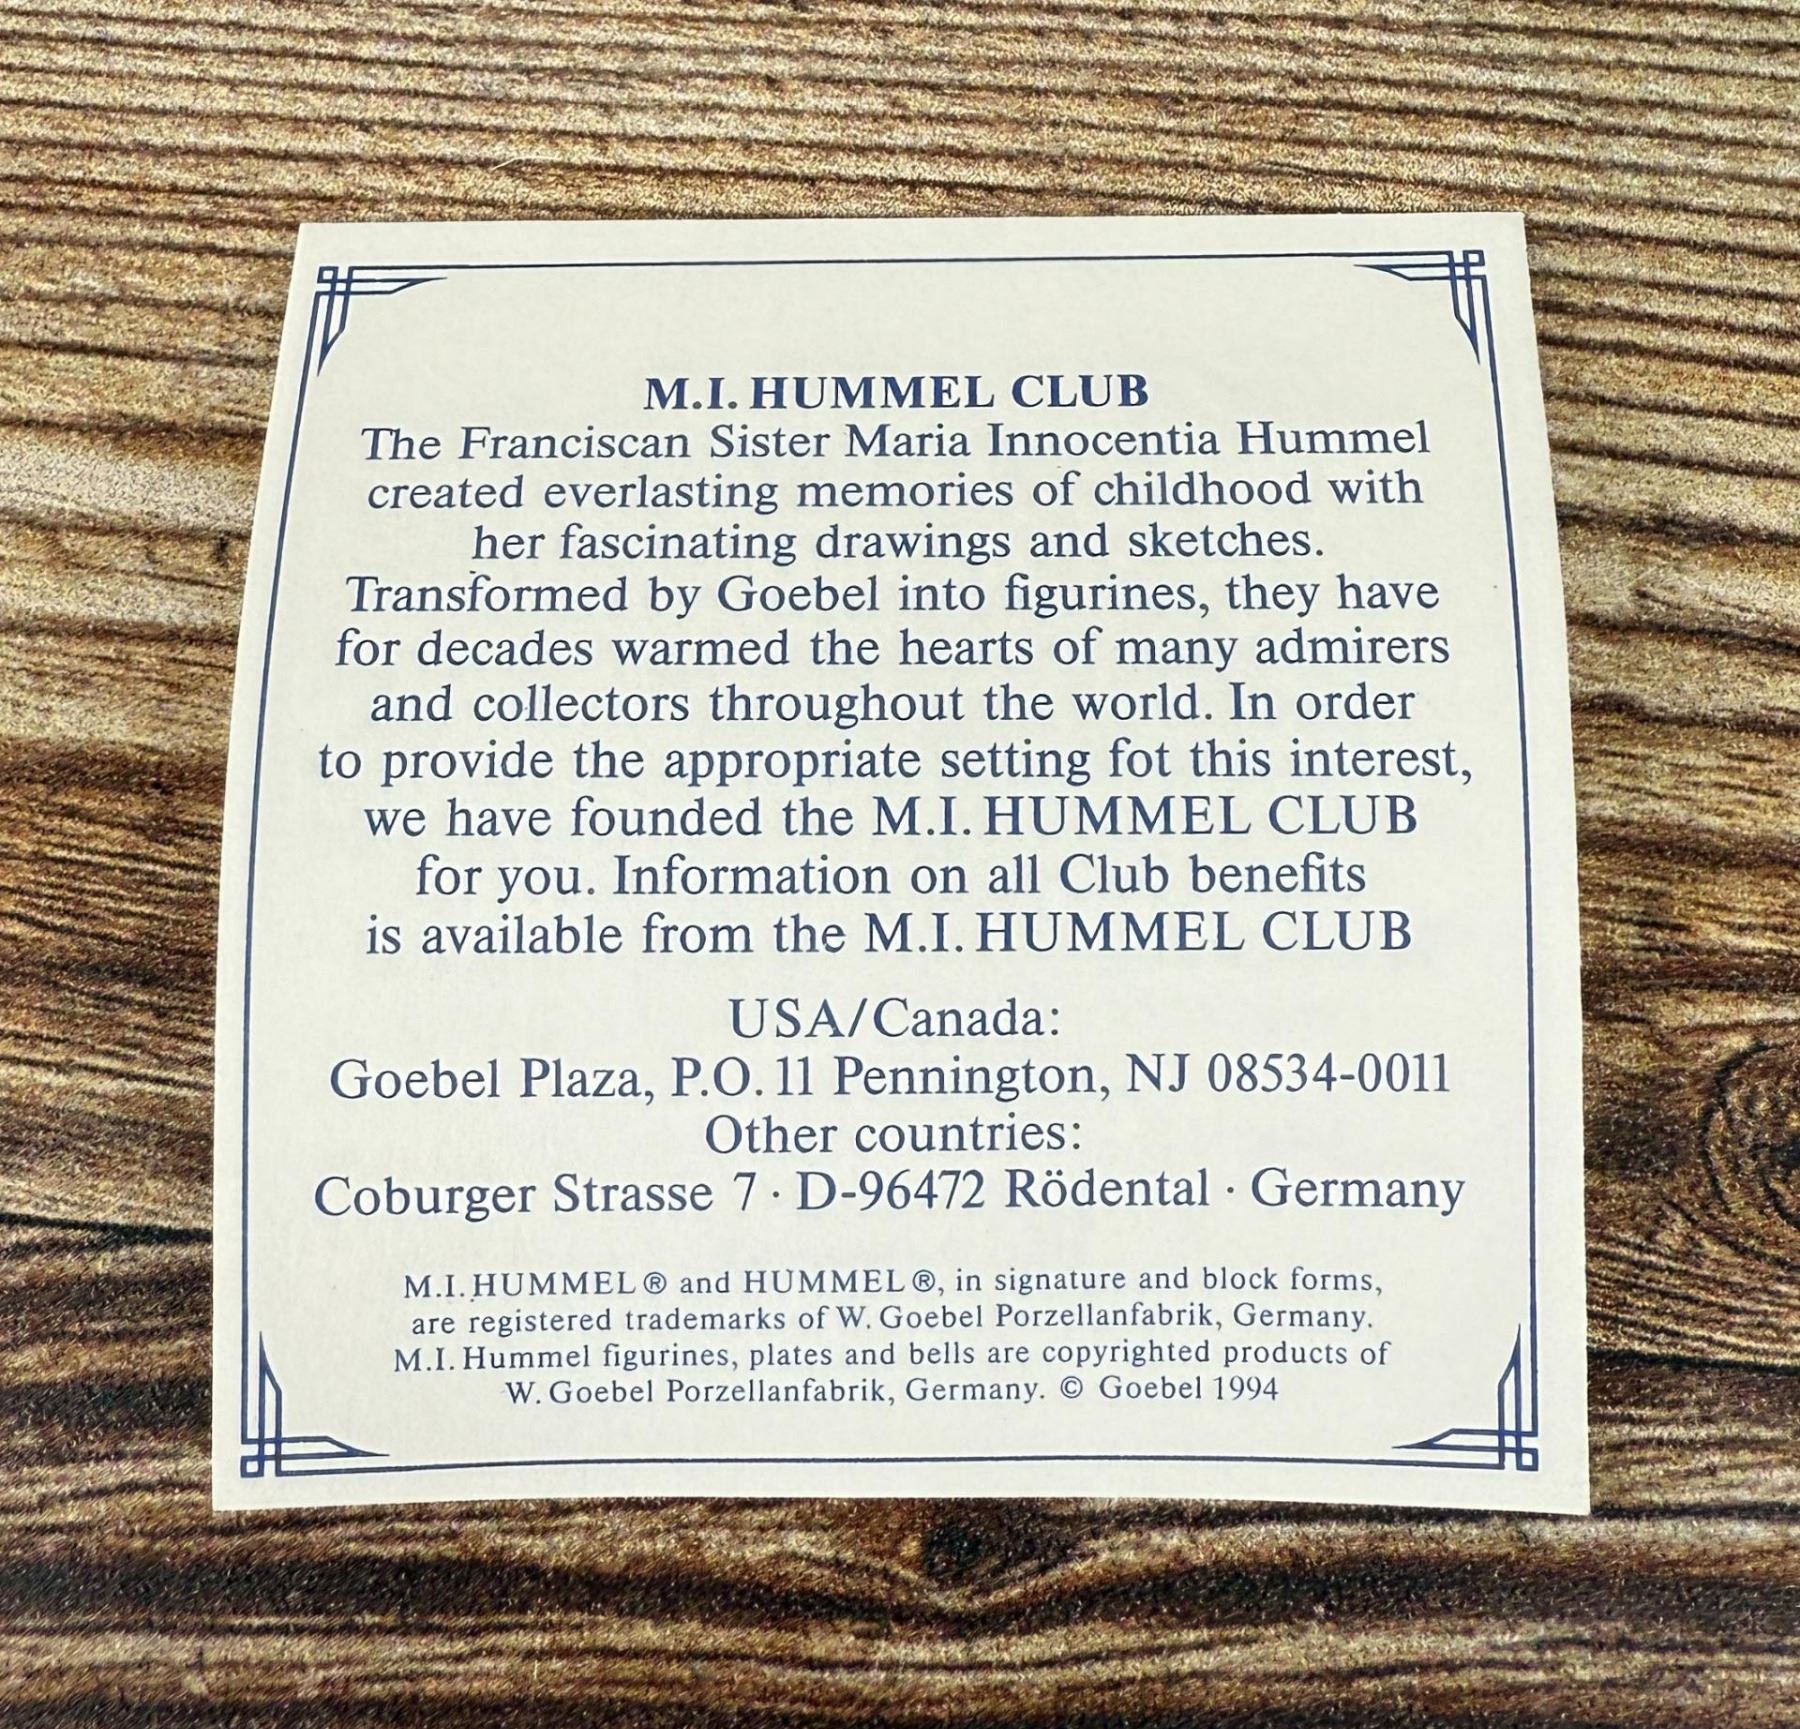 M.I. HUMMEL CLUB
The Franciscan Sister Maria Innocentia Hummel
created everlasting memories of childhood with
her fascinating drawings and sketches.
Transformed by Goebel into figurines, they have
for decades warmed the hearts of many admirers
and collectors throughout the world. In order
to provide the appropriate setting fot this interest,
we have founded the M.I. HUMMEL CLUB
for you. Information on all Club benefits
is available from the M.I. HUMMEL CLUB
USA/Canada:
Goebel Plaza, P.O. 11 Pennington, NJ 08534-0011
Other countries:
Coburger Strasse 7 · D-96472 Rödental · Germany
M.I. HUMMEL ® and HUMMEL ®, in signature and block forms,
are registered trademarks of W. Goebel Porzellanfabrik, Germany.
M.I. Hummel figurines, plates and bells are copyrighted products of
W. Goebel Porzellanfabrik, Germany. © Goebel 1994